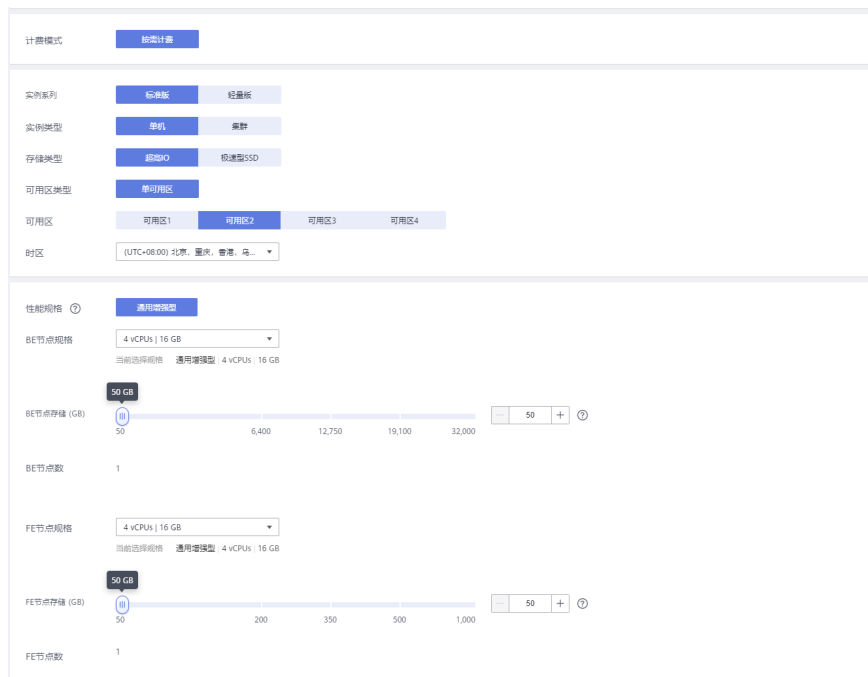 计费模式 按需计费
实例系列 标准版 轻量版
实例类型 单机 集群
存储类型 超高IO 极速型SSD
可用区类型 单可用区
可用区 可用区1 可用区2 可用区3 可用区4
时区 (UTC+08:00) 北京、重庆、香港、乌...
性能规格 ? 通用增强型
BE节点规格 4 vCPUs | 16 GB
当前选择规格 通用增强型 | 4 vCPUs | 16 GB
50 GB
BE节点存储 (GB) — 50 + ?
50 6,400 12,750 19,100 32,000
BE节点数 1
FE节点规格 4 vCPUs | 16 GB
当前选择规格 通用增强型 | 4 vCPUs | 16 GB
50 GB
FE节点存储 (GB) — 50 + ?
50 200 350 500 1,000
FE节点数 1